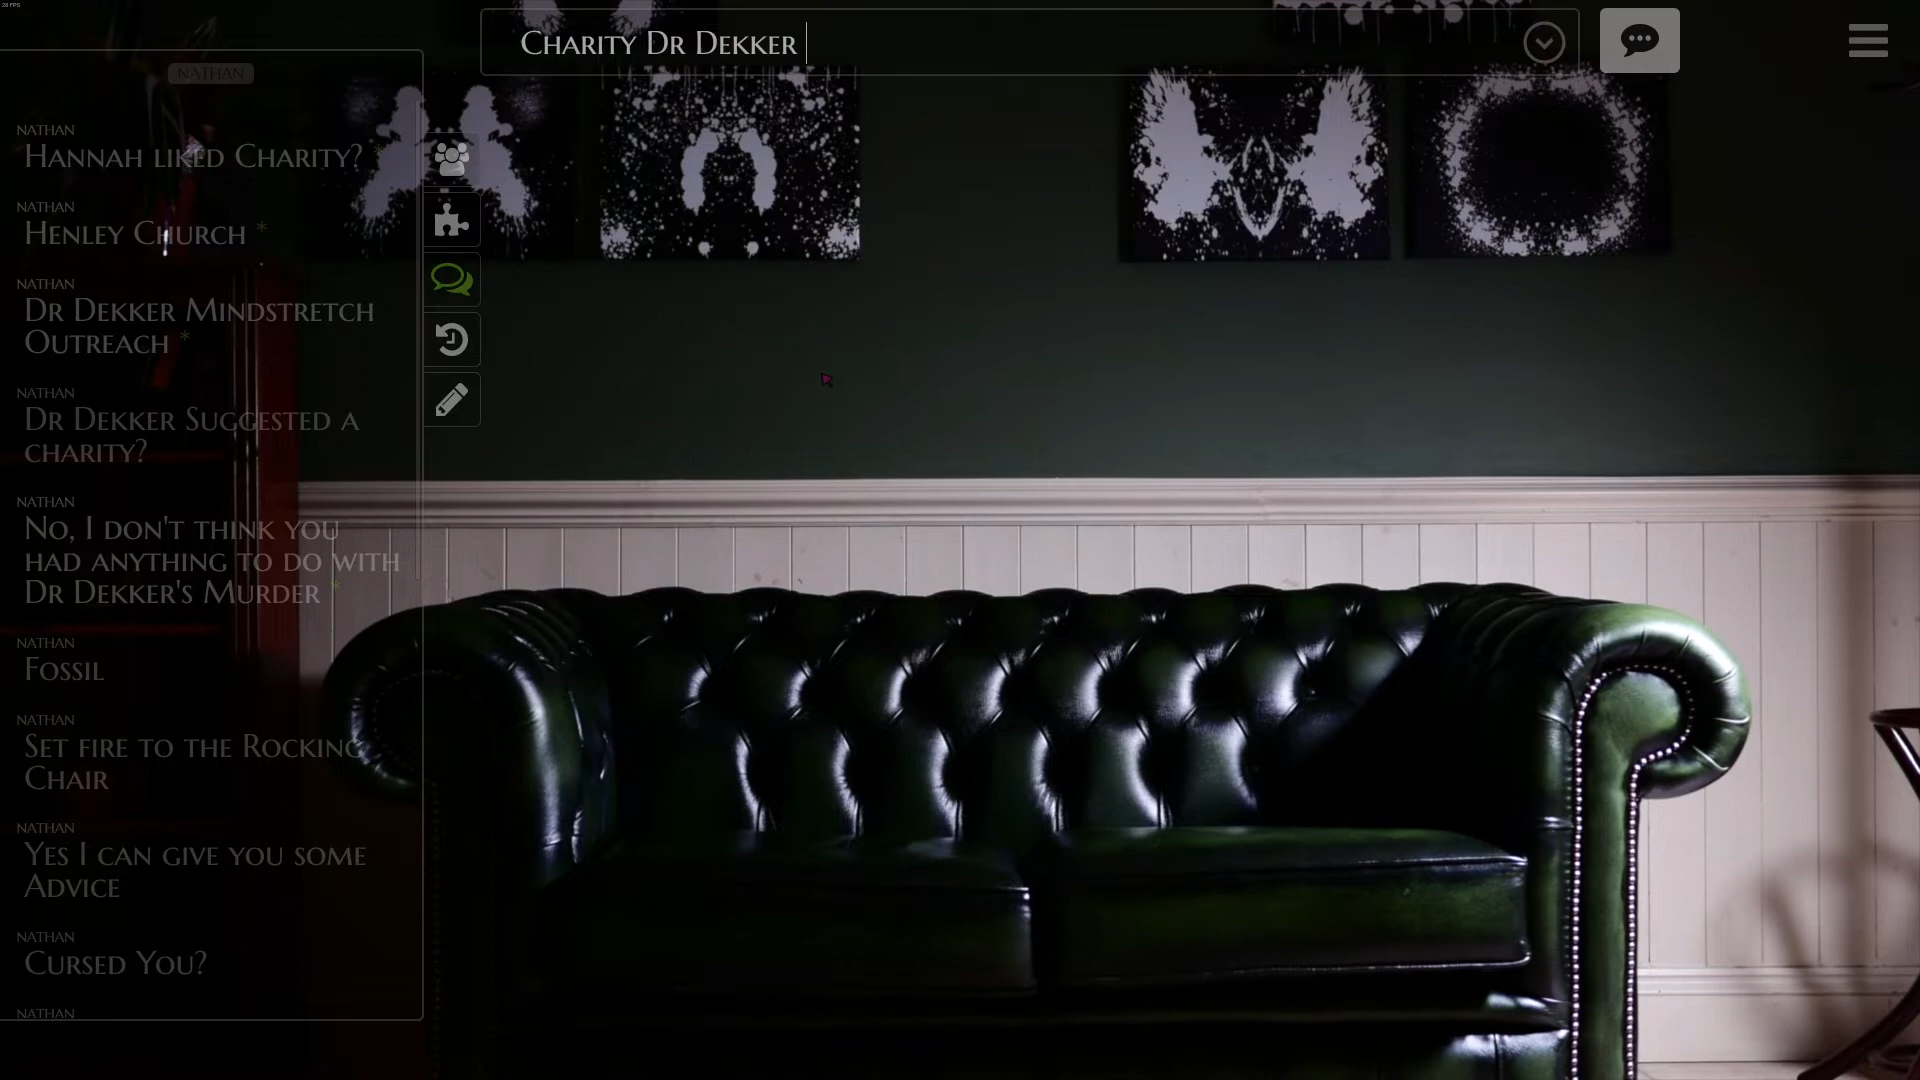 28 FPS
Charity Dr Dekker
NATHAN
NATHAN
Hannah liked Charity? *
NATHAN
Henley Church *
NATHAN
Dr Dekker Mindstretch
Outreach *
NATHAN
Dr Dekker Suggested a
charity?
NATHAN
No, I don't think you
had anything to do with
Dr Dekker's Murder *
NATHAN
Fossil
NATHAN
Set fire to the Rocking
Chair
NATHAN
Yes I can give you some
Advice
NATHAN
Cursed You?
NATHAN